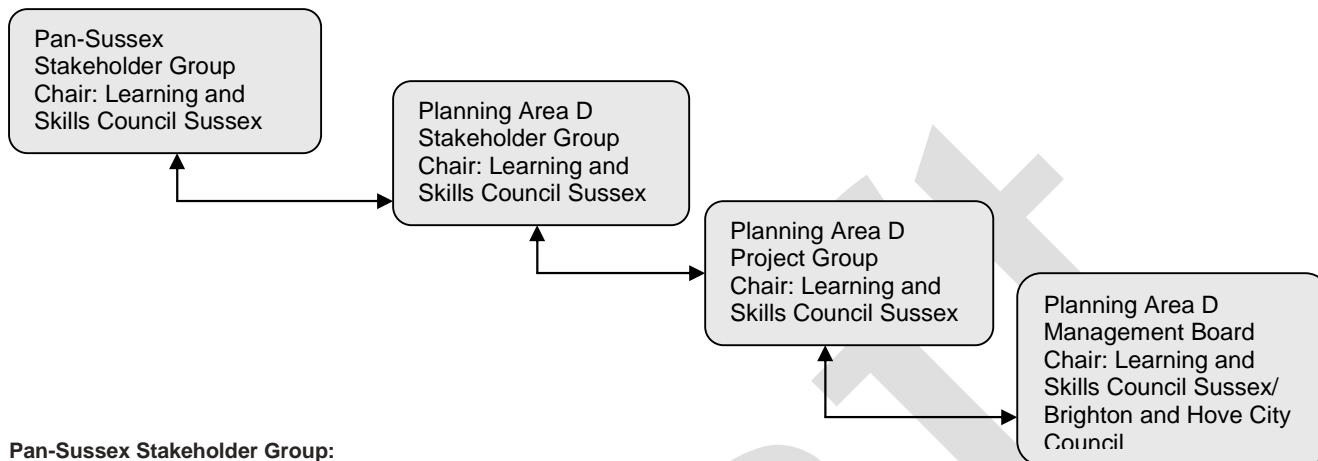 Pan-Sussex
Stakeholder Group
Chair: Learning and
Skills Council Sussex
Planning Area D
Stakeholder Group
Chair: Learning and
Skills Council Sussex
Planning Area D
Project Group
Chair: Learning and
Skills Council Sussex
Planning Area D
Management Board
Chair: Learning and
Skills Council Sussex/
Brighton and Hove City
Council
Pan-Sussex Stakeholder Group: